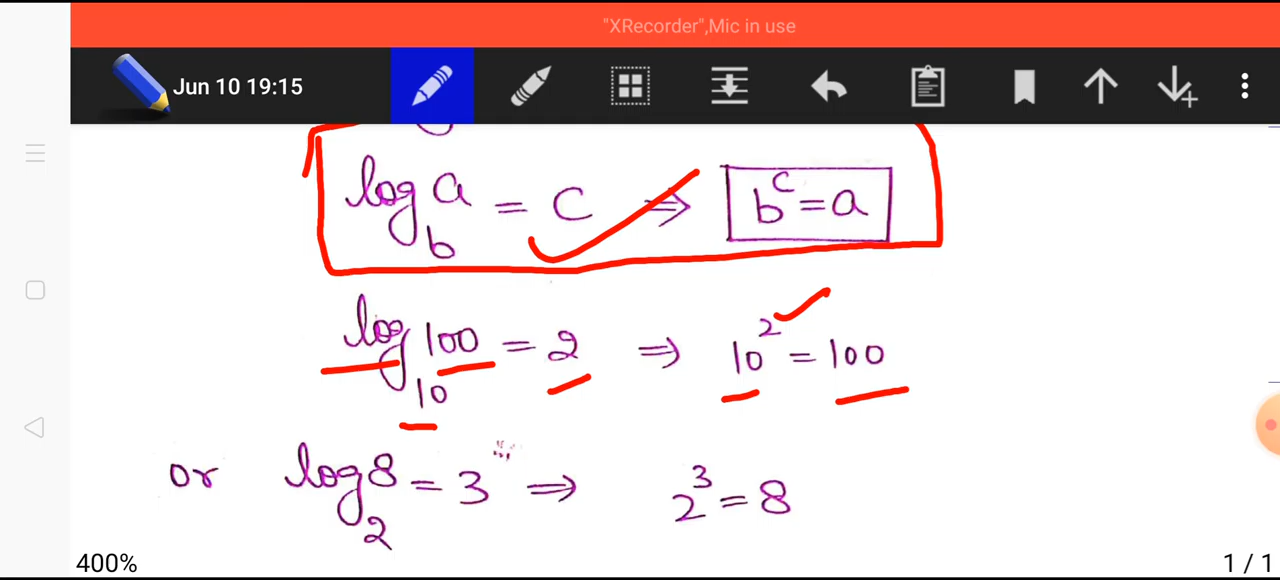 "XRecorder",Mic in use
Jun 10 19:15
log_b a = c ⇒ b^c = a
log_10 100 = 2 ⇒ 10^2 = 100
or log_2 8 = 3 ⇒ 2^3 = 8
400%
1 / 1